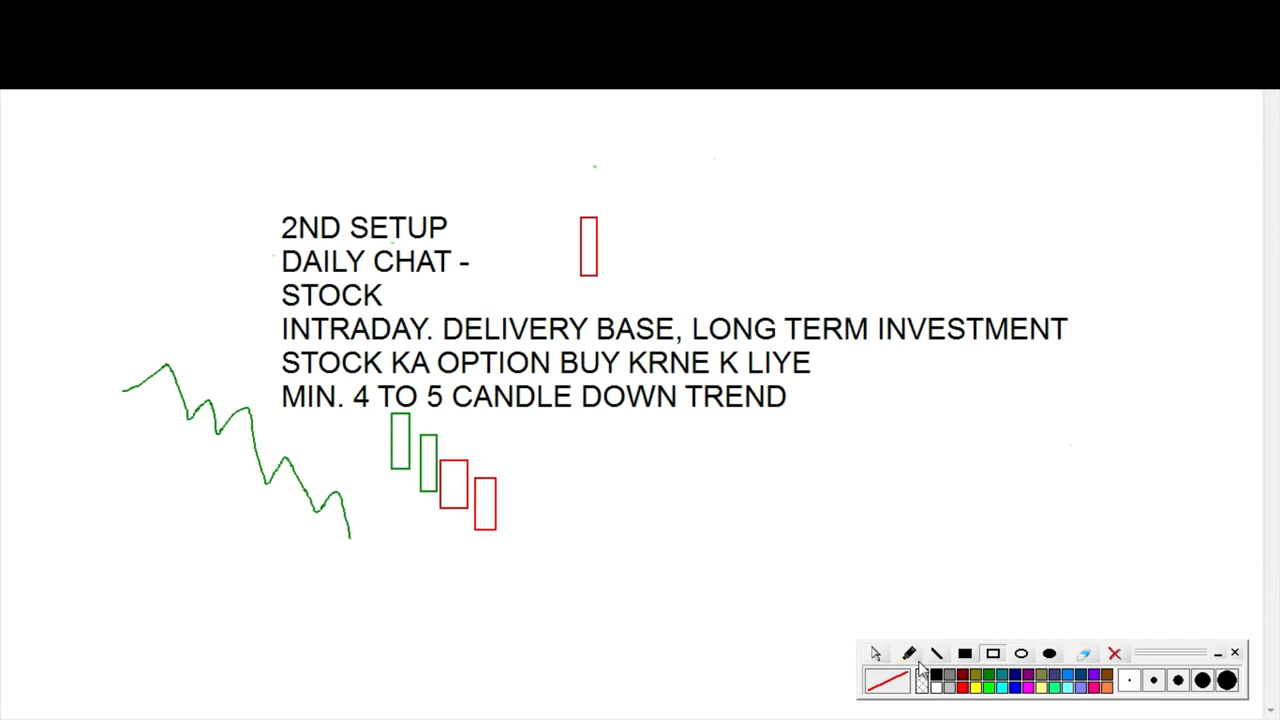 2ND SETUP
DAILY CHAT -
STOCK
INTRADAY. DELIVERY BASE, LONG TERM INVESTMENT
STOCK KA OPTION BUY KRNE K LIYE
MIN. 4 TO 5 CANDLE DOWN TREND